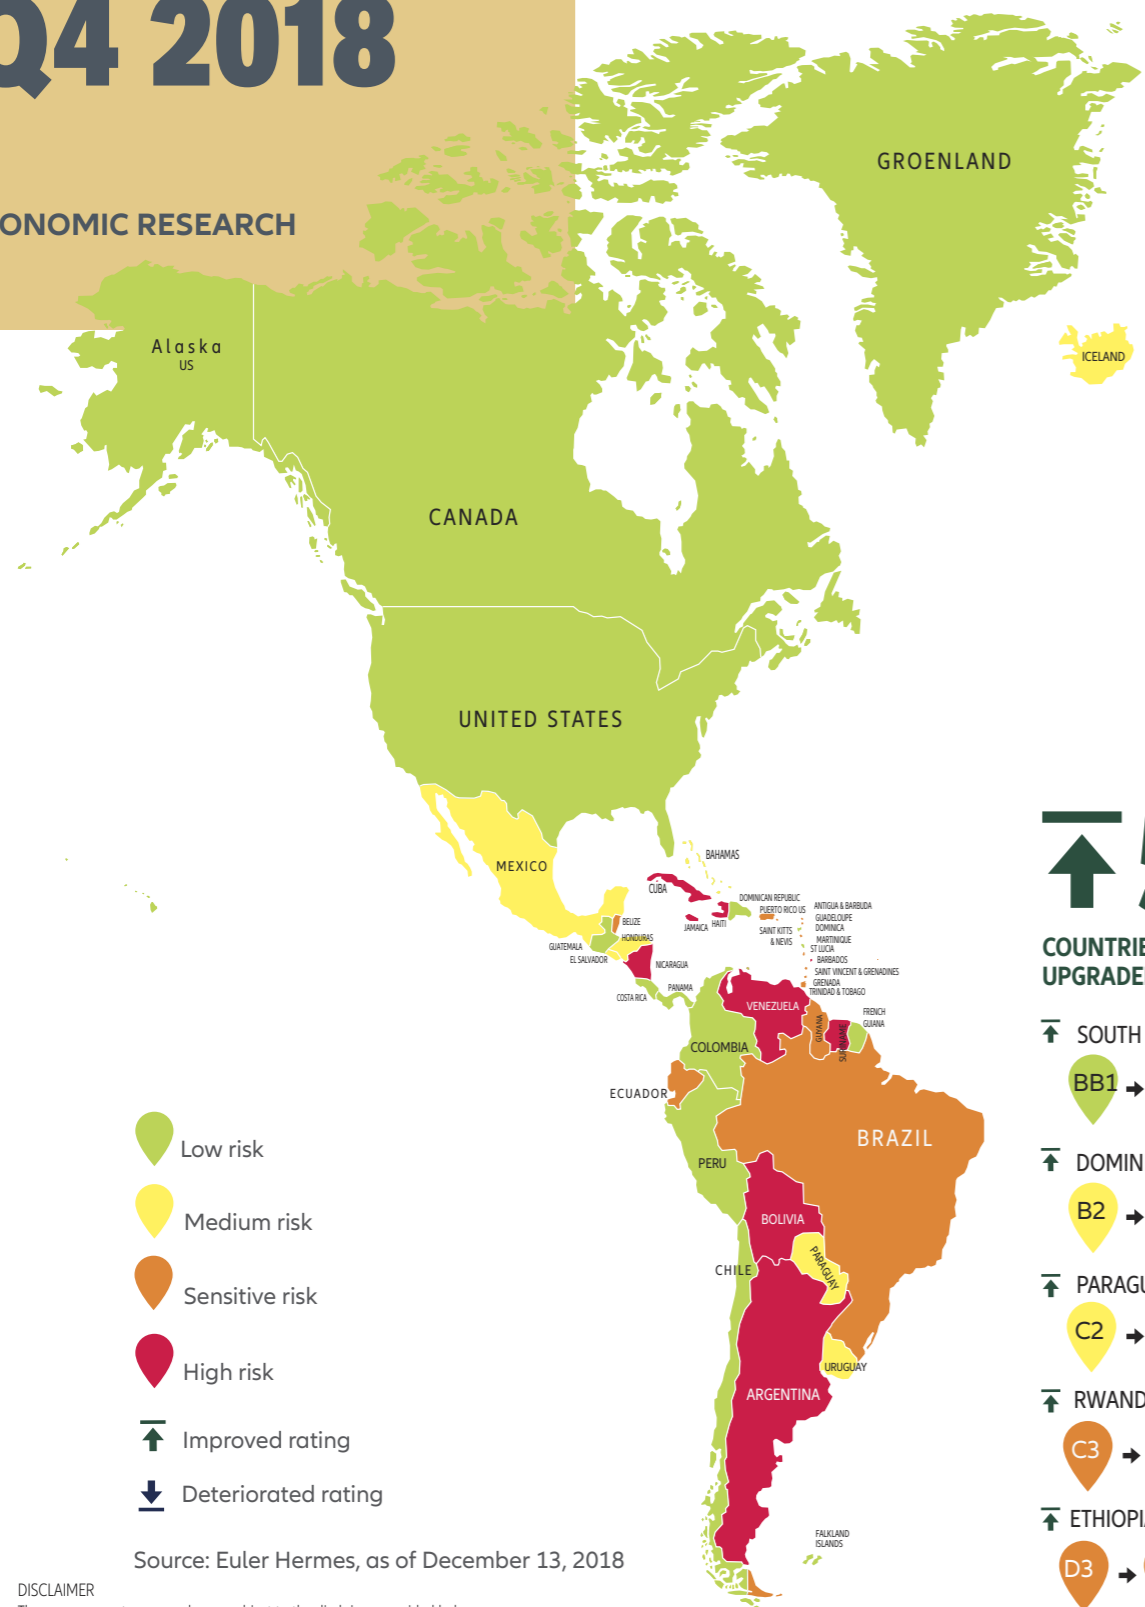 Q4 2018
ONOMIC RESEARCH
GROENLAND
Alaska
US
ICELAND
CANADA
UNITED STATES
MEXICO
BAHAMAS
CUBA
DOMINICAN REPUBLIC
PUERTO RICO US
ANTIGUA & BARBUDA
GUADELOUPE
DOMINICA
MARTINIQUE
ST LUCIA
BARBADOS
SAINT VINCENT & GRENADINES
GRENADA
TRINIDAD & TOBAGO
JAMAICA
HAITI
SAINT KITTS
& NEVIS
BELIZE
HONDURAS
GUATEMALA
EL SALVADOR
NICARAGUA
COSTA RICA
PANAMA
VENEZUELA
GUYANA
SURINAME
FRENCH
GUIANA
COLOMBIA
ECUADOR
BRAZIL
PERU
BOLIVIA
PARAGUAY
CHILE
URUGUAY
ARGENTINA
FALKLAND
ISLANDS
Low risk
Medium risk
Sensitive risk
High risk
Improved rating
Deteriorated rating
Source: Euler Hermes, as of December 13, 2018
DISCLAIMER
COUNTRIE
UPGRADE
SOUTH
BB1
DOMIN
B2
PARAGU
C2
RWAND
C3
ETHIOPI
D3